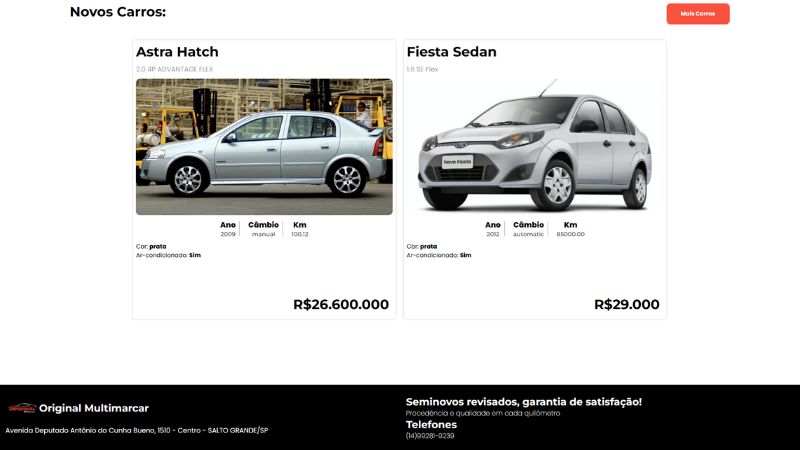 Novos Carros:
Mais Carros
Astra Hatch
2.0 4P ADVANTAGE FLEX
Ano Câmbio Km
2009 manual 100.12
Cor: prata
Ar-condicionado: Sim
R$26.600.000
Fiesta Sedan
1.6 SE Flex
Novo Fiesta
Ano Câmbio Km
2012 automatic 85000.00
Cor: prata
Ar-condicionado: Sim
R$29.000
ORIGINAL
Original Multimarcar
Avenida Deputado Antônio da Cunha Bueno, 1510 - Centro - SALTO GRANDE/SP
Seminovos revisados, garantia de satisfação!
Procedência e qualidade em cada quilômetro
Telefones
(14)99281-9239